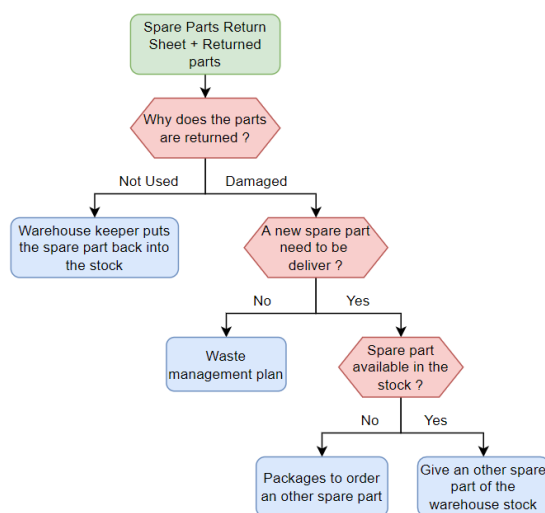 Spare Parts Return
Sheet + Returned
parts
Why does the parts
are returned ?
Not Used
Damaged
Warehouse keeper puts
the spare part back into
the stock
A new spare part
need to be
deliver ?
No
Yes
Waste
management plan
Spare part
available in the
stock ?
No
Yes
Packages to order
an other spare part
Give an other spare
part of the
warehouse stock